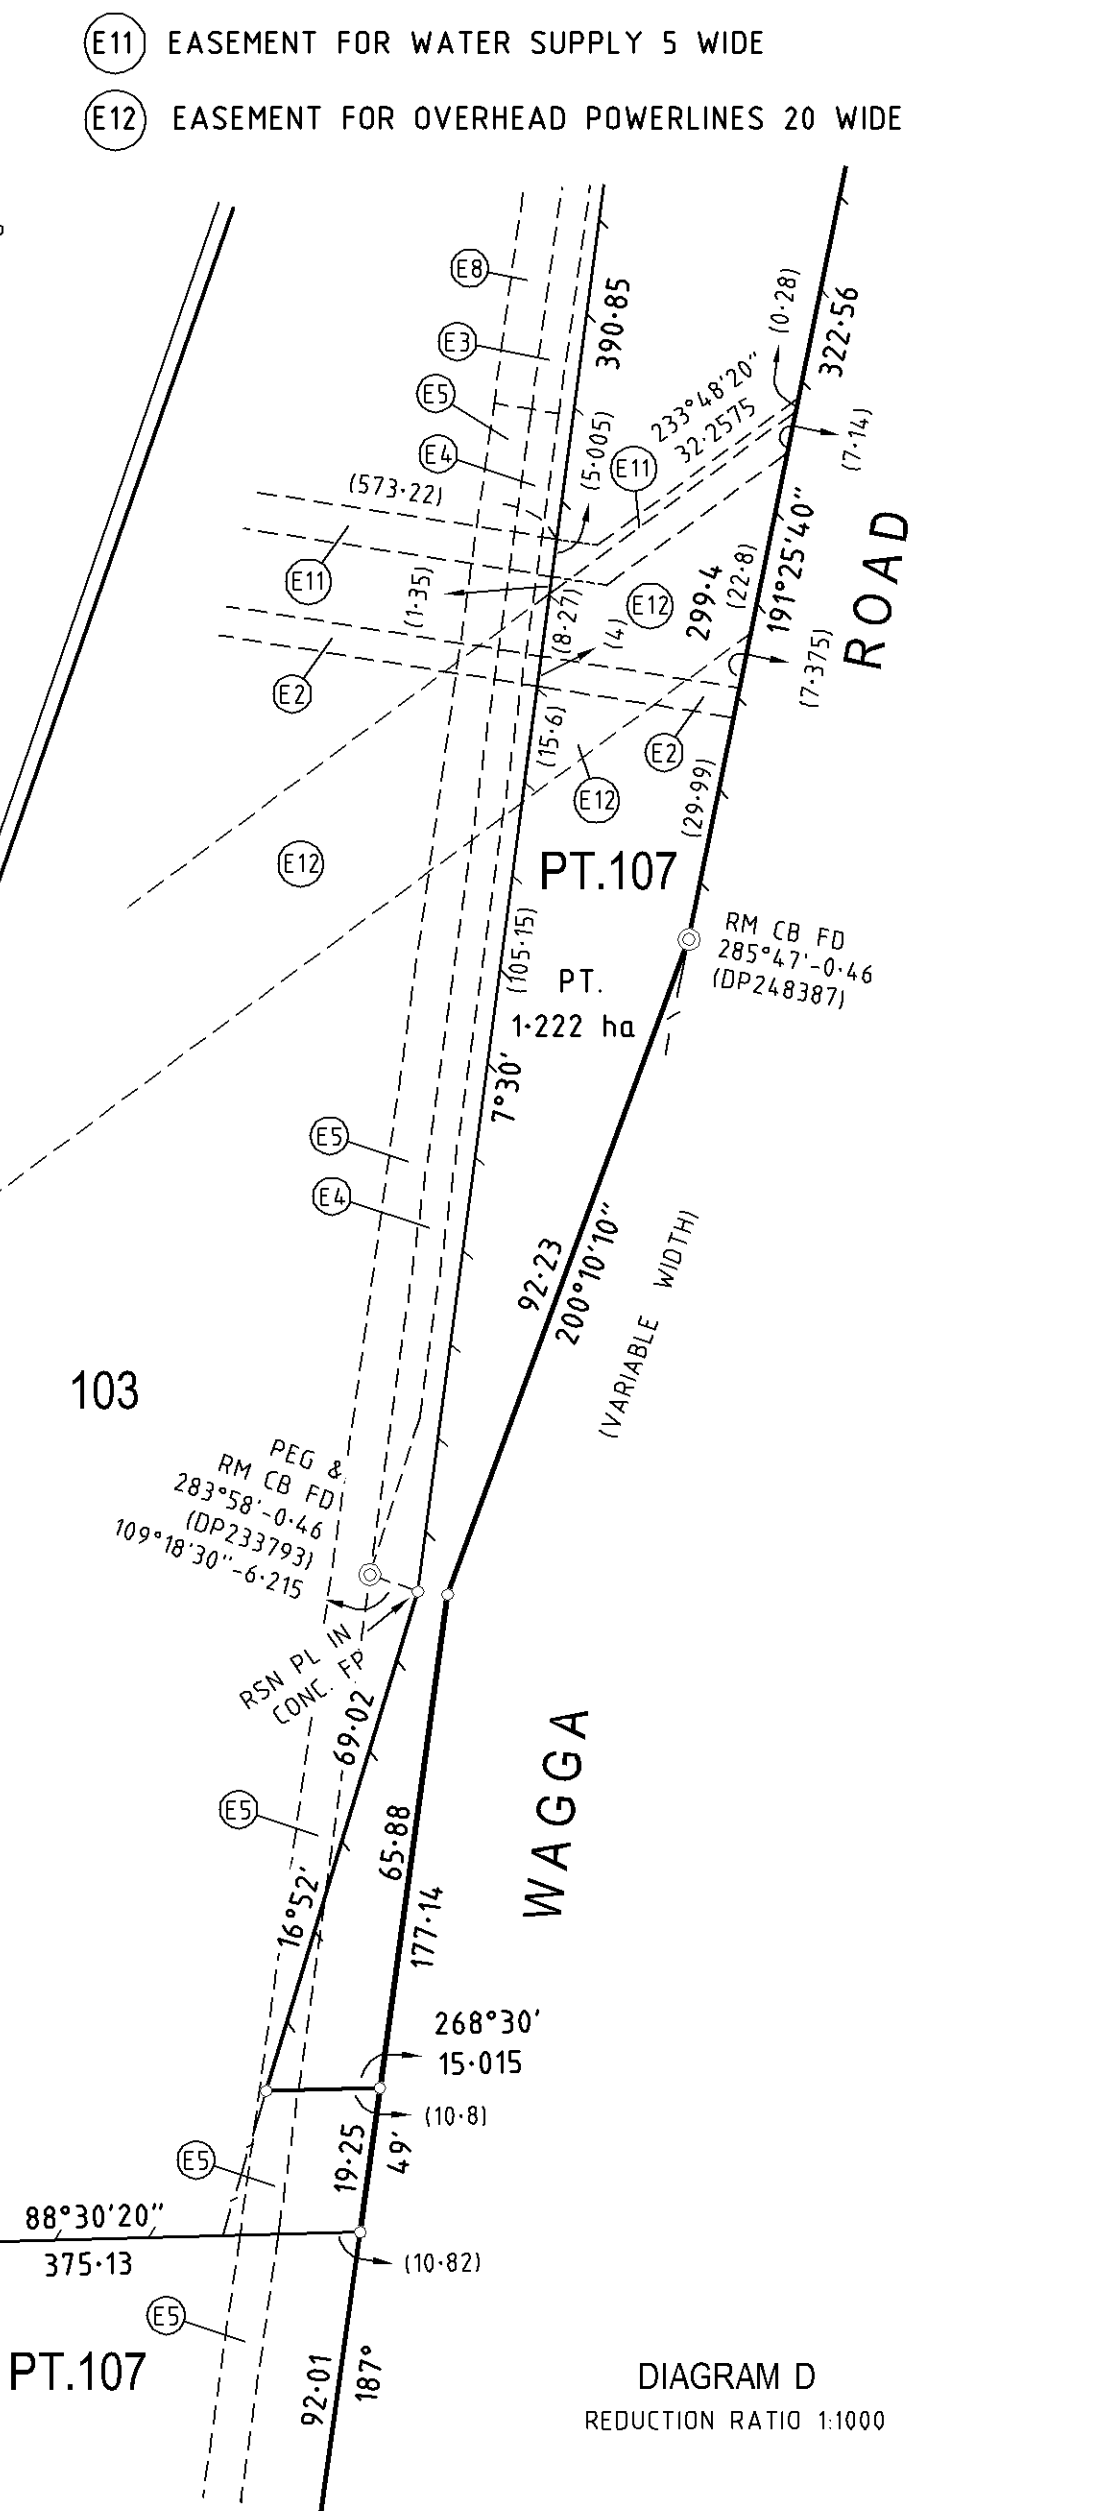 E11 EASEMENT FOR WATER SUPPLY 5 WIDE
E12 EASEMENT FOR OVERHEAD POWERLINES 20 WIDE
E8
E3
E5
E4
390·85
(0·28)
322·56
233°48'20"
32·2575
(7·14)
(5·005)
E11
(573·22)
E11
(1·35)
(8·27)
(4)
E12
299·4
(22·8)
191°25'40"
ROAD
(7·375)
E2
E2
(15·6)
E12
(29·99)
E12
PT.107
RM CB FD
285°47'-0·46
(DP248387)
(105·15)
PT.
1·222 ha
7°30'
E5
E4
92·23
200°10'10"
(VARIABLE WIDTH)
103
PEG &
RM CB FD
283°58'-0·46
(DP233793)
109°18'30"-6·215
RSN PL IN
CONC. FP
69·02
WAGGA
E5
65·88
16°52'
177·14
268°30'
15·015
(10·8)
19·25
49'
E5
88°30'20"
375·13
(10·82)
E5
PT.107
92·01
187°
DIAGRAM D
REDUCTION RATIO 1:1000